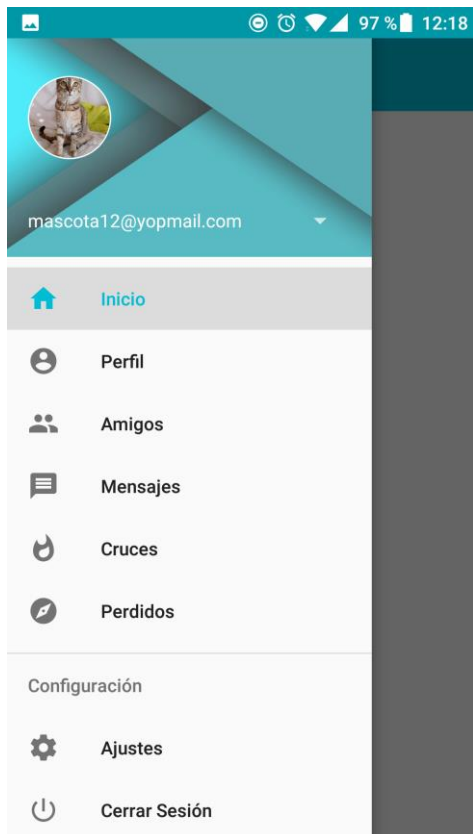 97 % 12:18
mascota12@yopmail.com
Inicio
Perfil
Amigos
Mensajes
Cruces
Perdidos
Configuración
Ajustes
Cerrar Sesión